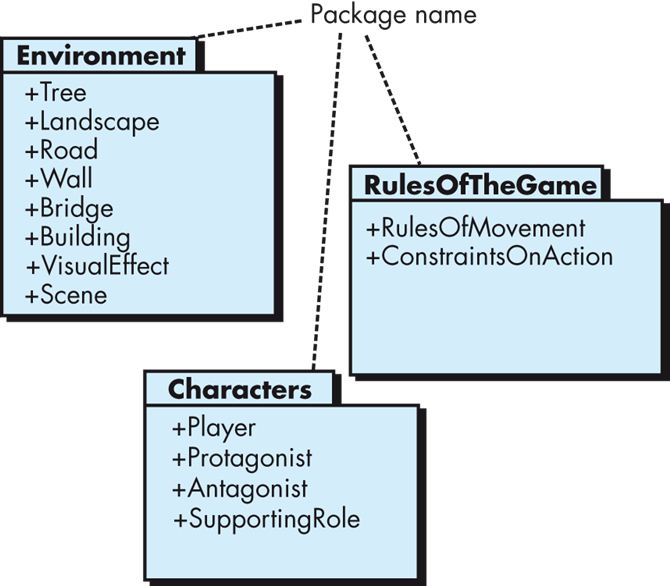 Package name
Environment
+Tree
+Landscape
+Road
+Wall
+Bridge
+Building
+VisualEffect
+Scene
RulesOfTheGame
+RulesOfMovement
+ConstraintsOnAction
Characters
+Player
+Protagonist
+Antagonist
+SupportingRole